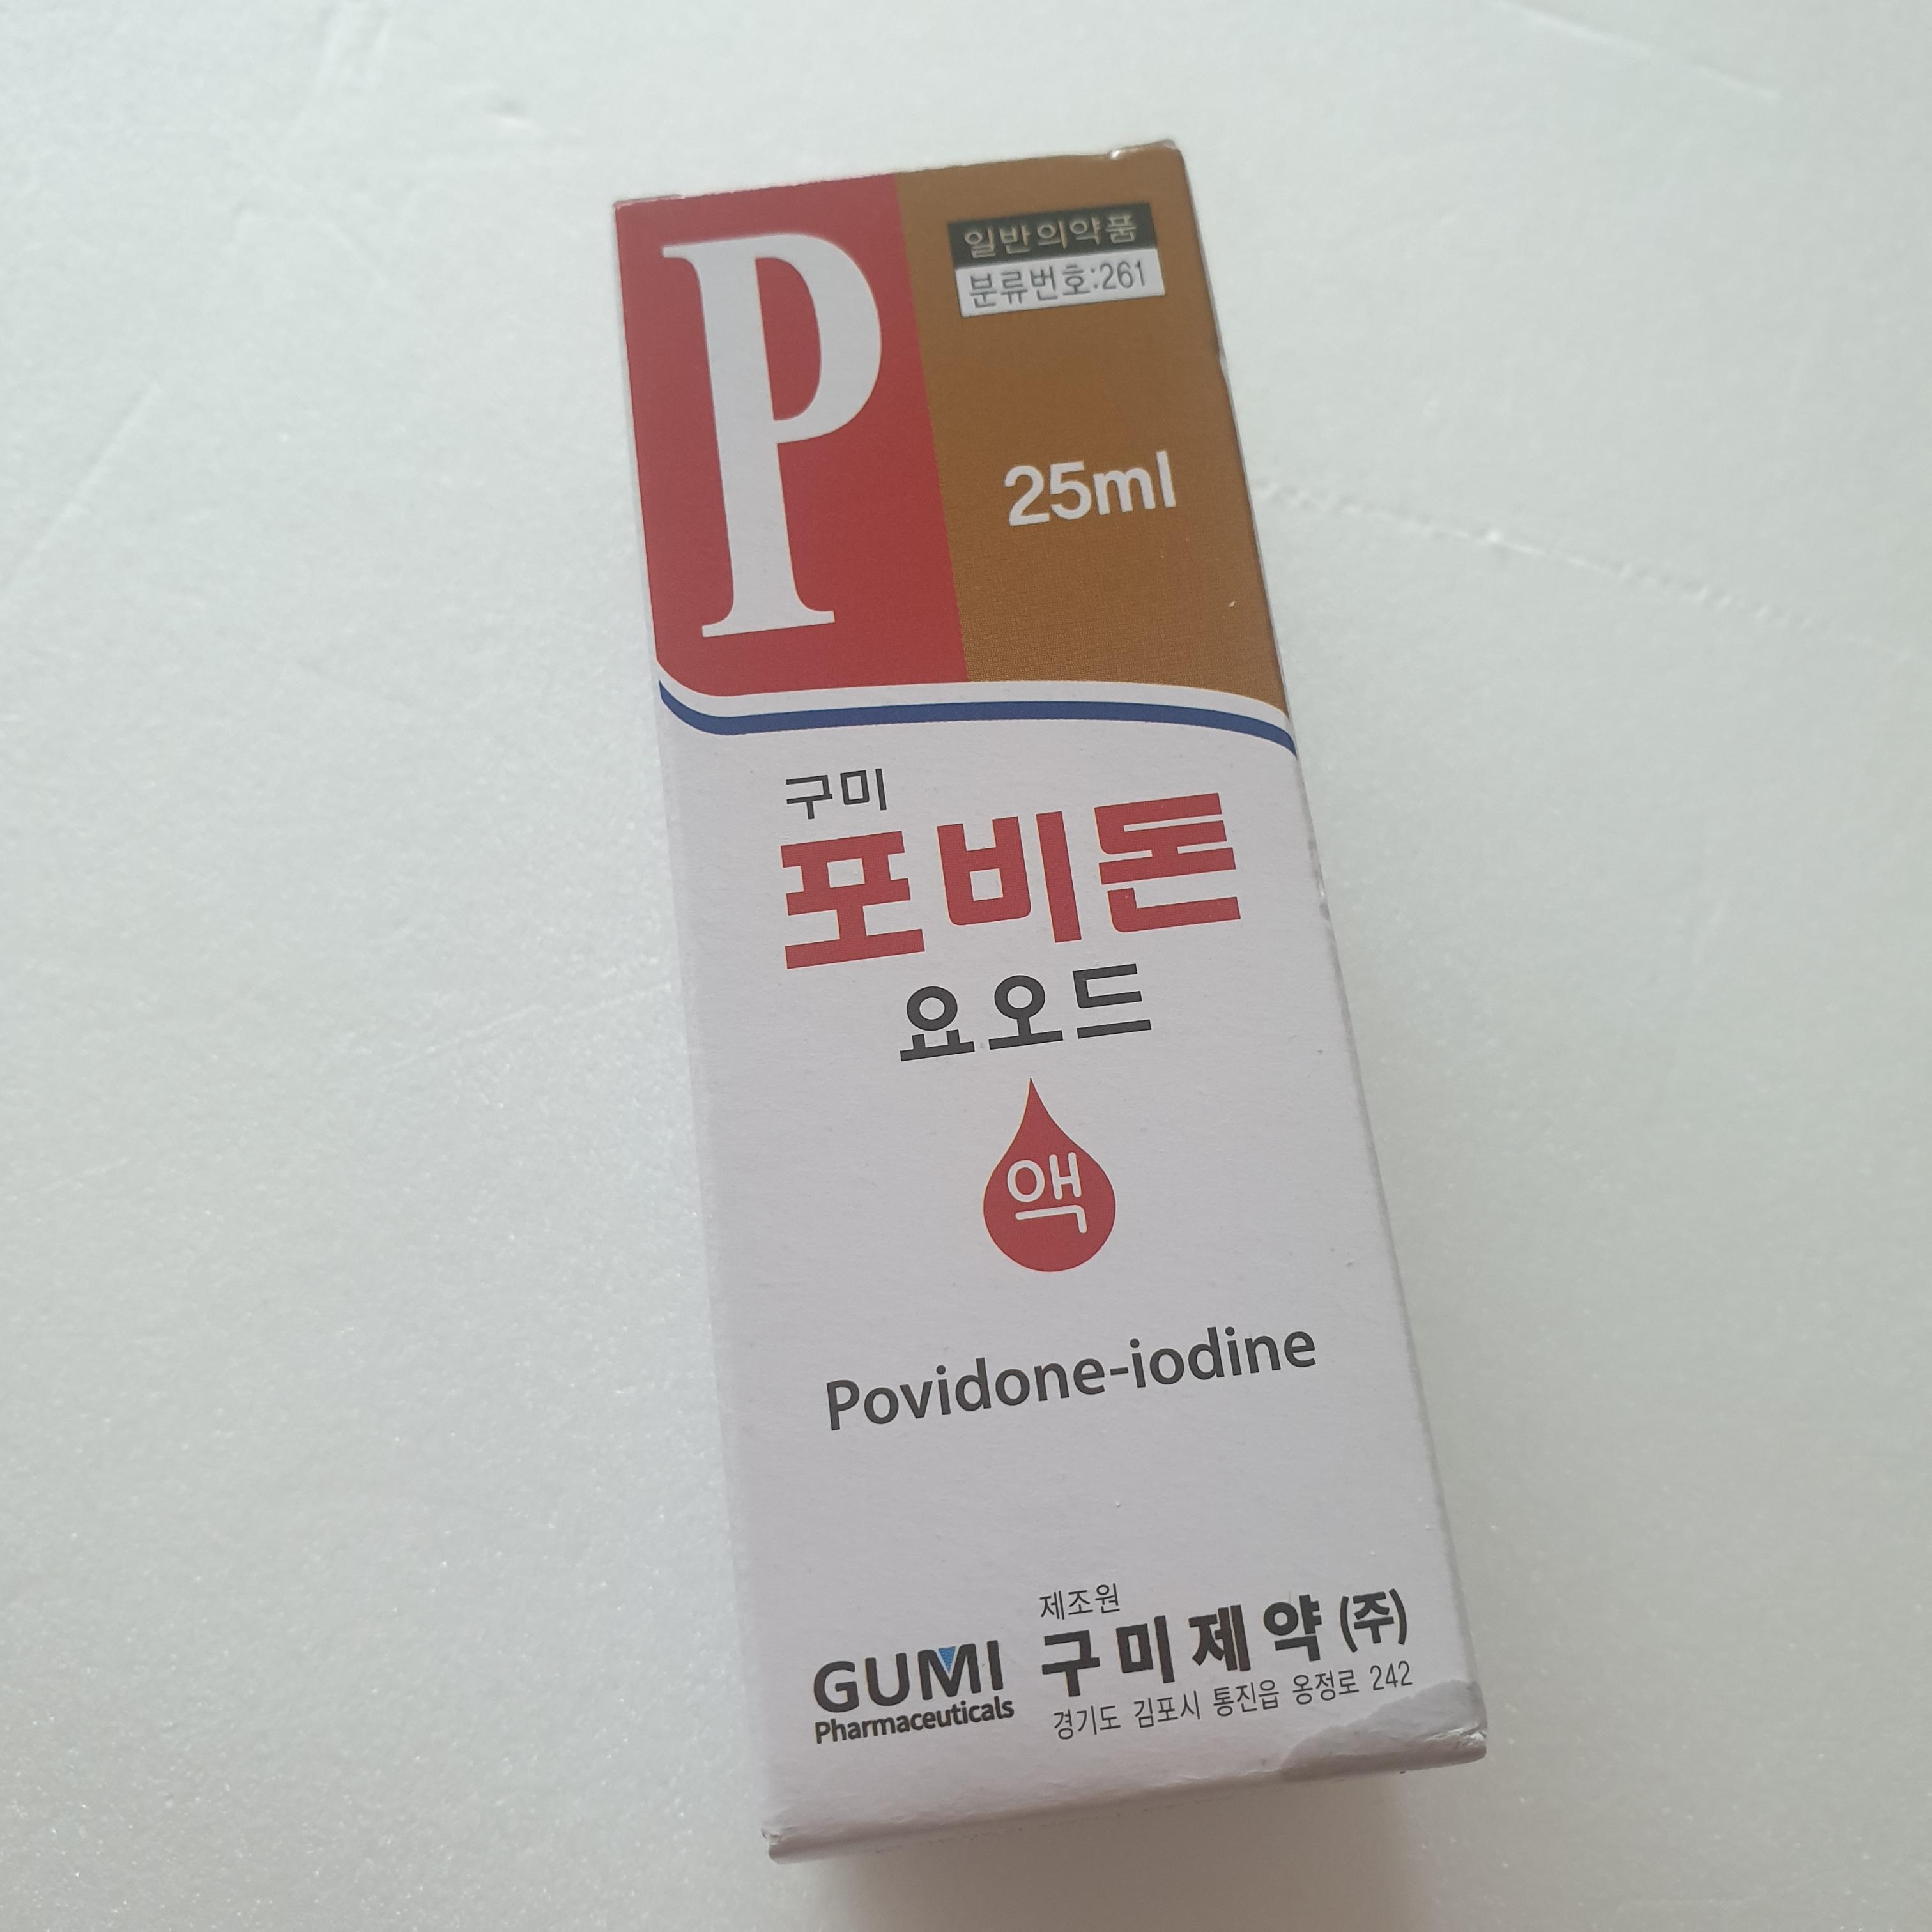 P
일반의약품
분류번호:261
25ml
구미
포비돈
요오드
액
Povidone-iodine
GUMI
Pharmaceuticals
제조원
구미제약(주)
경기도 김포시 통진읍 옹정로 242